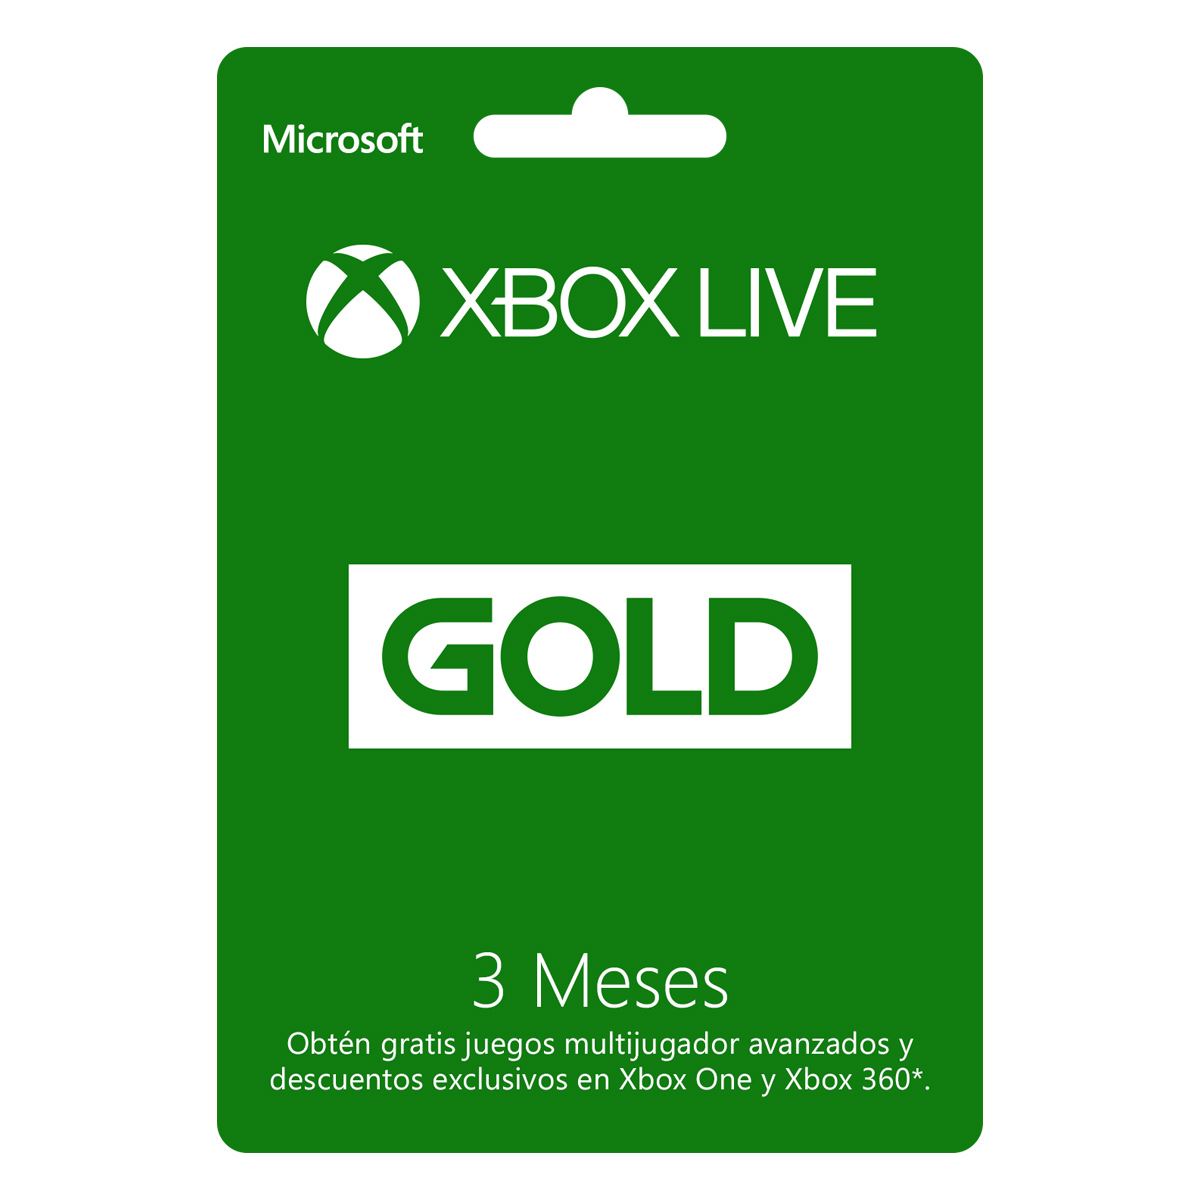 Microsoft
XBOX LIVE
GOLD
3 Meses
Obtén gratis juegos multijugador avanzados y
descuentos exclusivos en Xbox One y Xbox 360*.